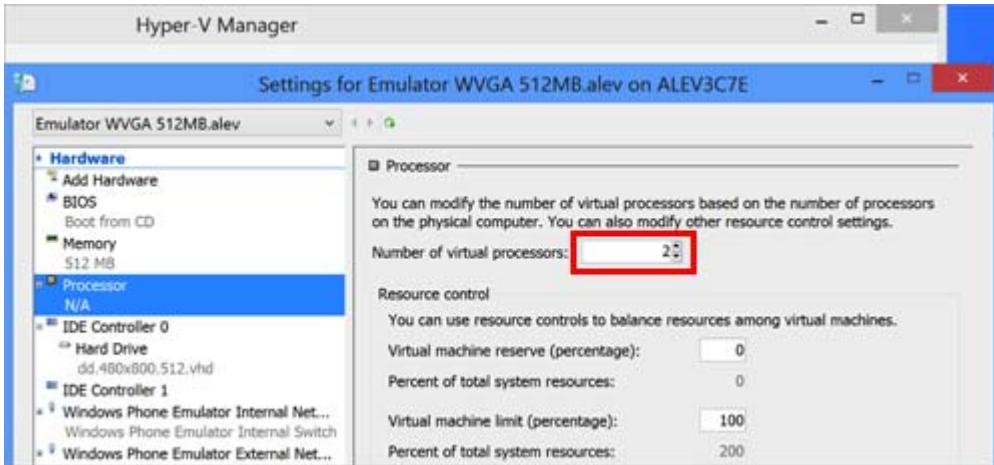 Hyper-V Manager
Settings for Emulator WVGA 512MB.alev on ALEV3C7E
Emulator WVGA 512MB.alev
Hardware
Add Hardware
BIOS
Boot from CD
Memory
512 MB
Processor
N/A
IDE Controller 0
Hard Drive
dd.480x800.512.vhd
IDE Controller 1
Windows Phone Emulator Internal Net...
Windows Phone Emulator Internal Switch
Windows Phone Emulator External Net...
Processor
You can modify the number of virtual processors based on the number of processors
on the physical computer. You can also modify other resource control settings.
Number of virtual processors: 2
Resource control
You can use resource controls to balance resources among virtual machines.
Virtual machine reserve (percentage): 0
Percent of total system resources: 0
Virtual machine limit (percentage): 100
Percent of total system resources: 200